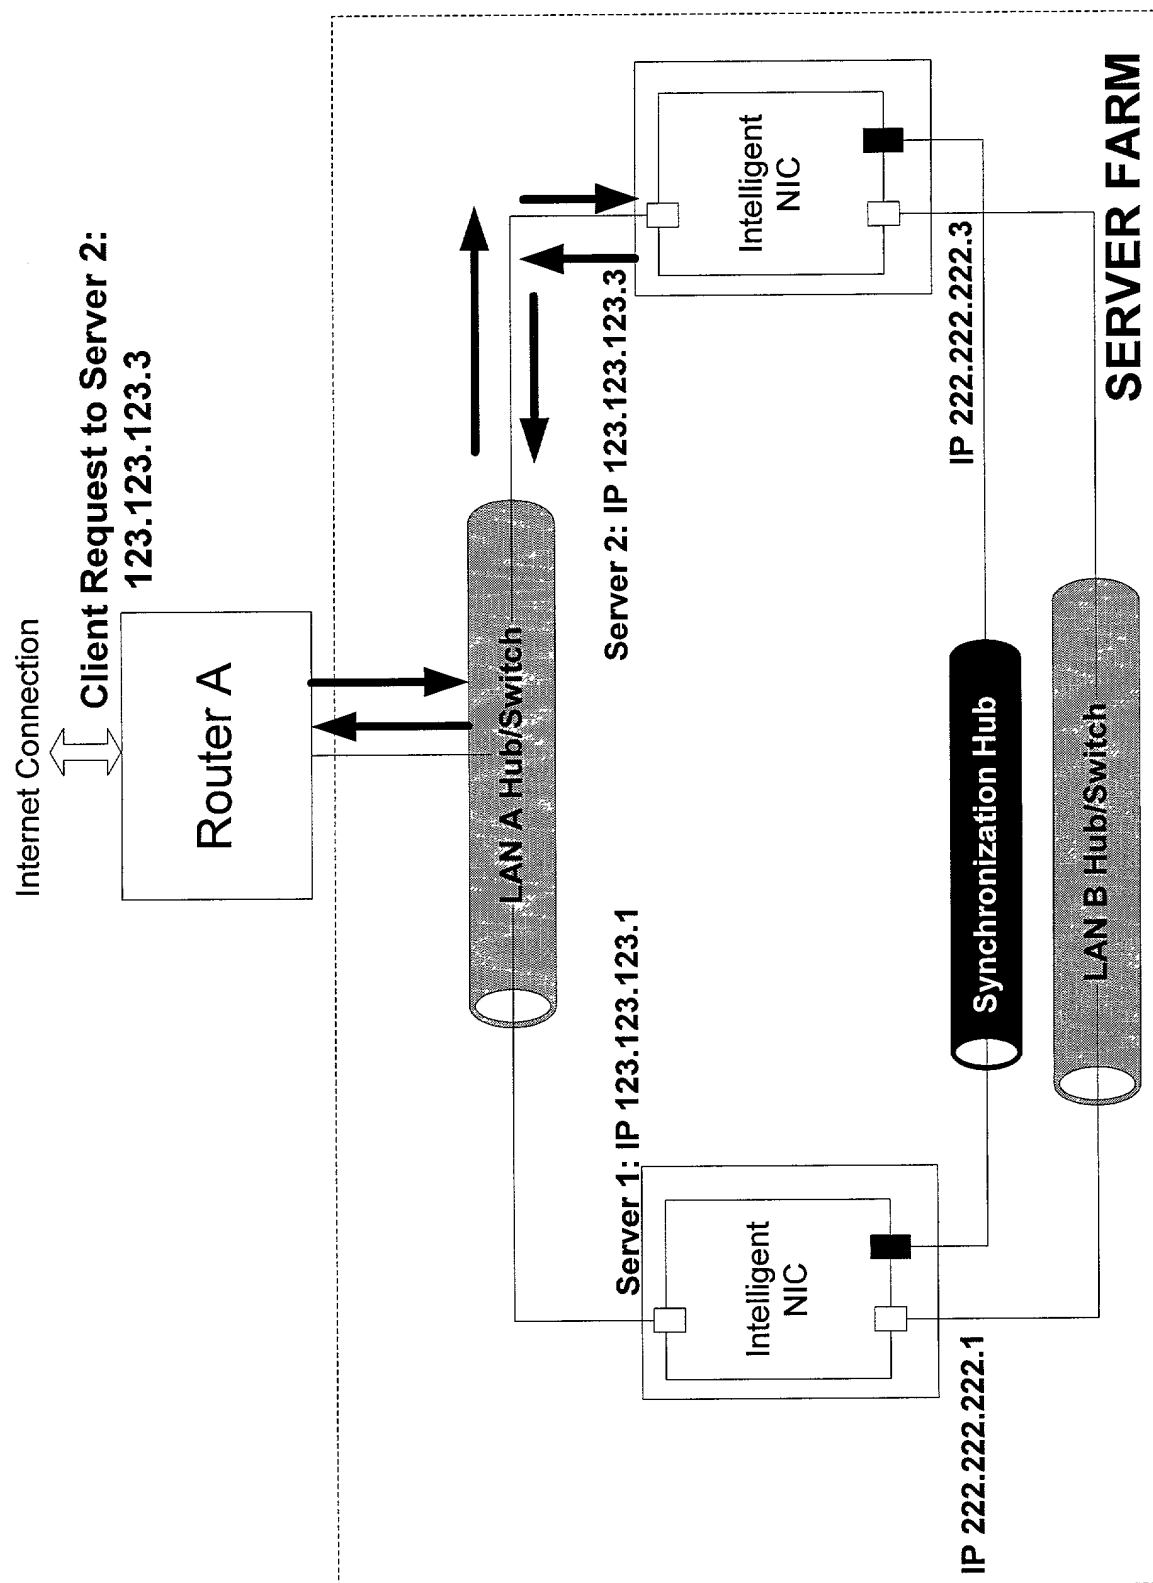 Internet Connection
Client Request to Server 2:
123.123.123.3
Router A
LAN A Hub/Switch
Server 1: IP 123.123.123.1
Server 2: IP 123.123.123.3
Intelligent
NIC
Intelligent
NIC
IP 222.222.222.1
IP 222.222.222.3
Synchronization Hub
LAN B Hub/Switch
SERVER FARM